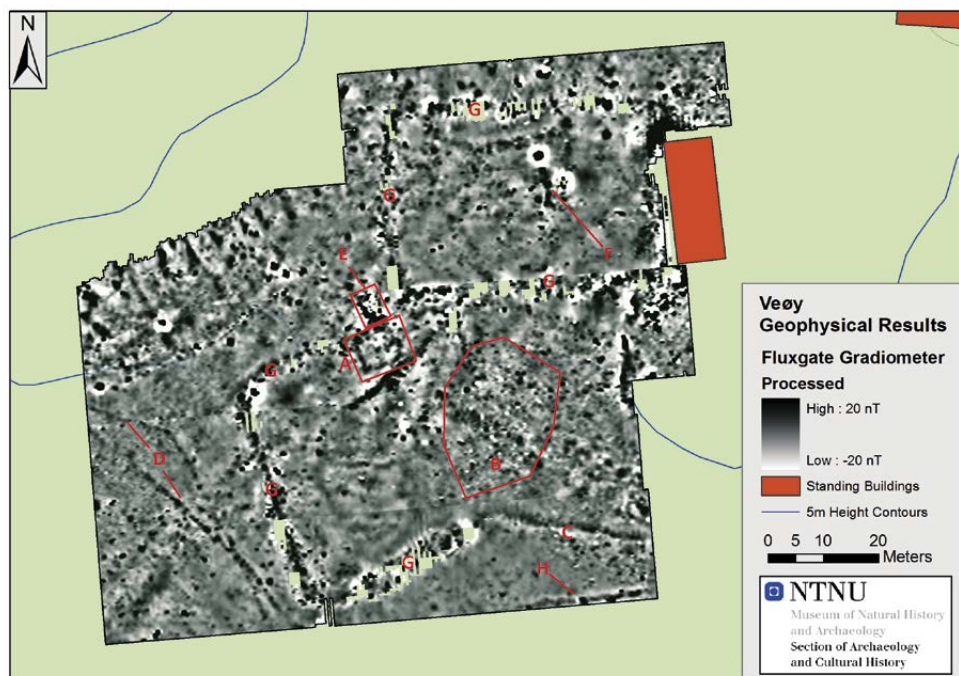 N
G
G
E
F
G
A
G
B
D
G
C
G
H
Veøy
Geophysical Results
Fluxgate Gradiometer
Processed
High : 20 nT
Low : -20 nT
Standing Buildings
5m Height Contours
0 5 10 20
Meters
NTNU
Museum of Natural History
and Archaeology
Section of Archaeology
and Cultural History